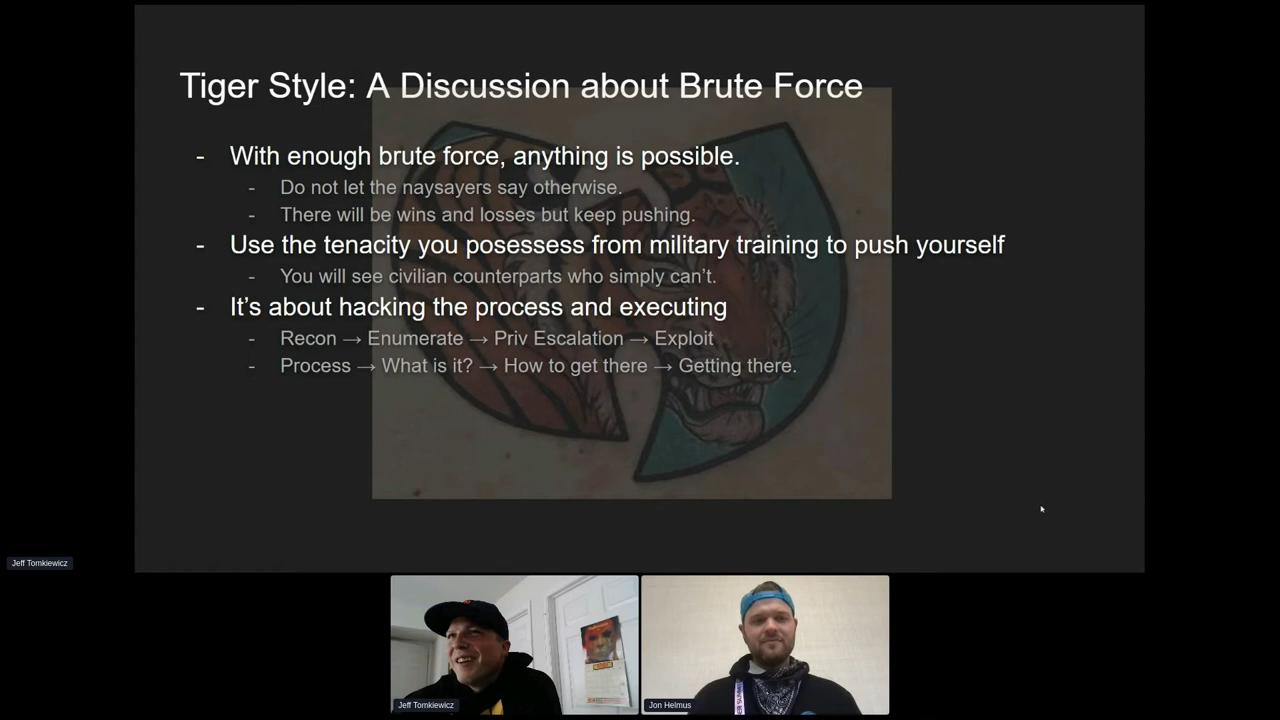 Tiger Style: A Discussion about Brute Force
- With enough brute force, anything is possible.
- Do not let the naysayers say otherwise.
- There will be wins and losses but keep pushing.
- Use the tenacity you posessess from military training to push yourself
- You will see civilian counterparts who simply can’t.
- It’s about hacking the process and executing
- Recon → Enumerate → Priv Escalation → Exploit
- Process → What is it? → How to get there → Getting there.
Jeff Tomkiewicz
Jeff Tomkiewicz
Jon Helmus